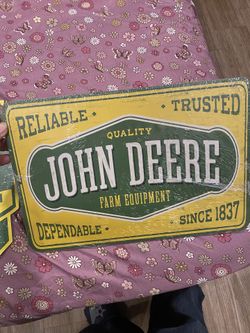 RELIABLE · · TRUSTED
QUALITY
JOHN DEERE
FARM EQUIPMENT
DEPENDABLE · · SINCE 1837